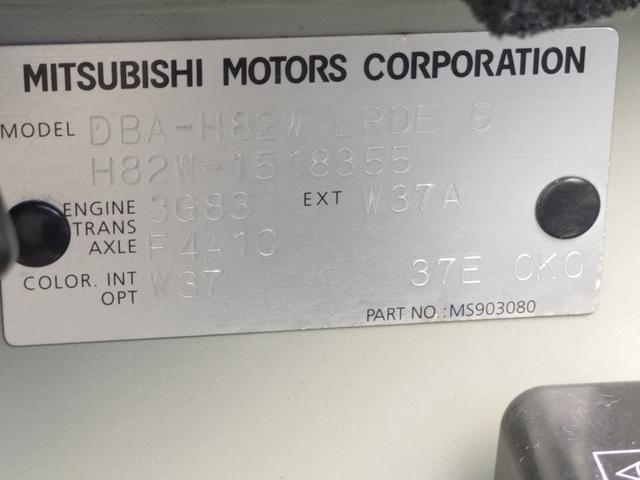 MITSUBISHI MOTORS CORPORATION
MODEL DBA-H82W LRDE 5
H82W-1518355
ENGINE 3G83 EXT W37A
TRANS
AXLE F4A1C
COLOR. INT W37 37E 0K0
OPT
PART NO.:MS903080